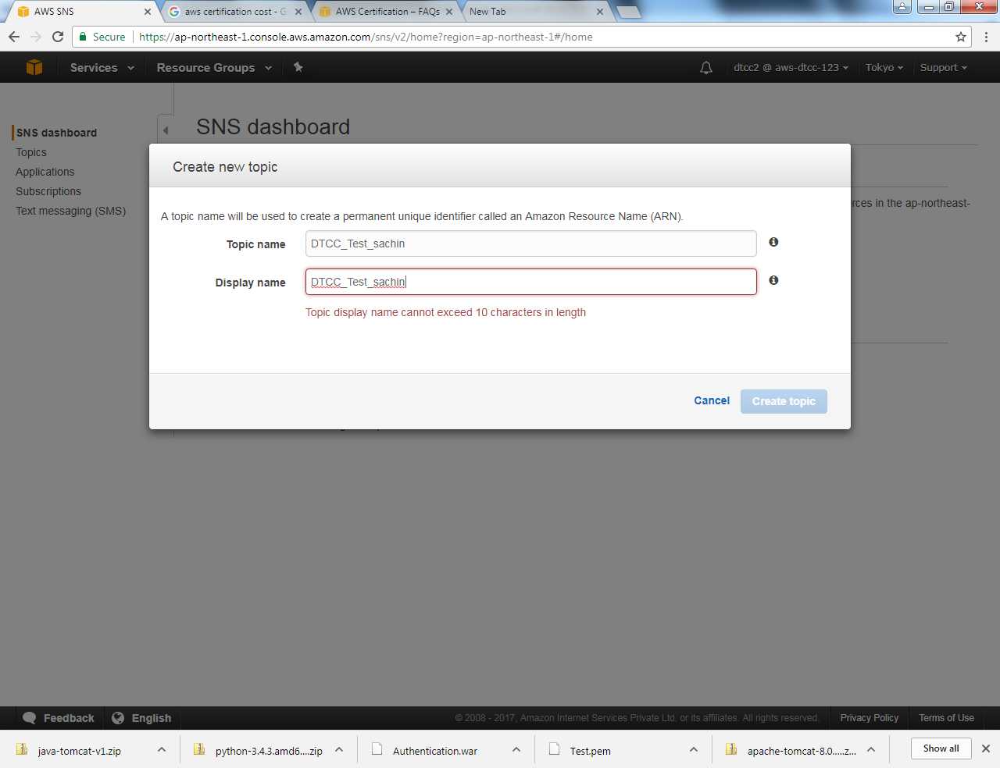 AWS SNS
aws certification cost - G
AWS Certification – FAQs
New Tab
Secure
https://ap-northeast-1.console.aws.amazon.com/sns/v2/home?region=ap-northeast-1#/home
Services
Resource Groups
dtcc2 @ aws-dtcc-123
Tokyo
Support
SNS dashboard
Topics
Applications
Subscriptions
Text messaging (SMS)
SNS dashboard
rces in the ap-northeast-
Create new topic
A topic name will be used to create a permanent unique identifier called an Amazon Resource Name (ARN).
Topic name
DTCC_Test_sachin
Display name
DTCC_Test_sachin
Topic display name cannot exceed 10 characters in length
Cancel
Create topic
Feedback
English
© 2008 - 2017, Amazon Internet Services Private Ltd. or its affiliates. All rights reserved.
Privacy Policy
Terms of Use
java-tomcat-v1.zip
python-3.4.3.amd6....zip
Authentication.war
Test.pem
apache-tomcat-8.0.....z...
Show all